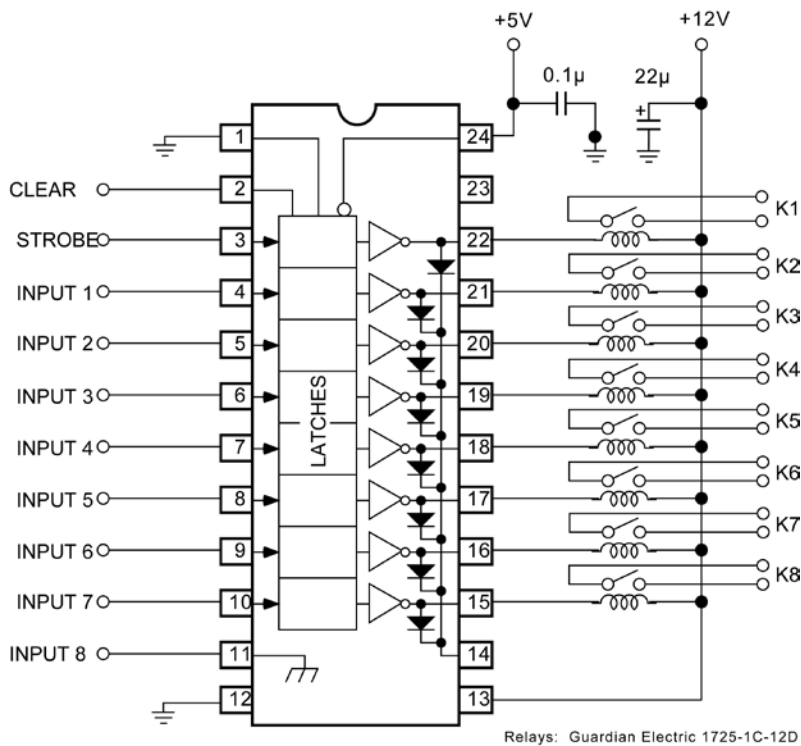 +5V
+12V
0.1µ
22µ
+
1
24
CLEAR
2
23
K1
STROBE
3
22
K2
INPUT 1
4
21
K3
INPUT 2
5
20
K4
INPUT 3
6
19
LATCHES
K5
INPUT 4
7
18
K6
INPUT 5
8
17
K7
INPUT 6
9
16
K8
INPUT 7
10
15
INPUT 8
11
14
12
13
Relays: Guardian Electric 1725-1C-12D